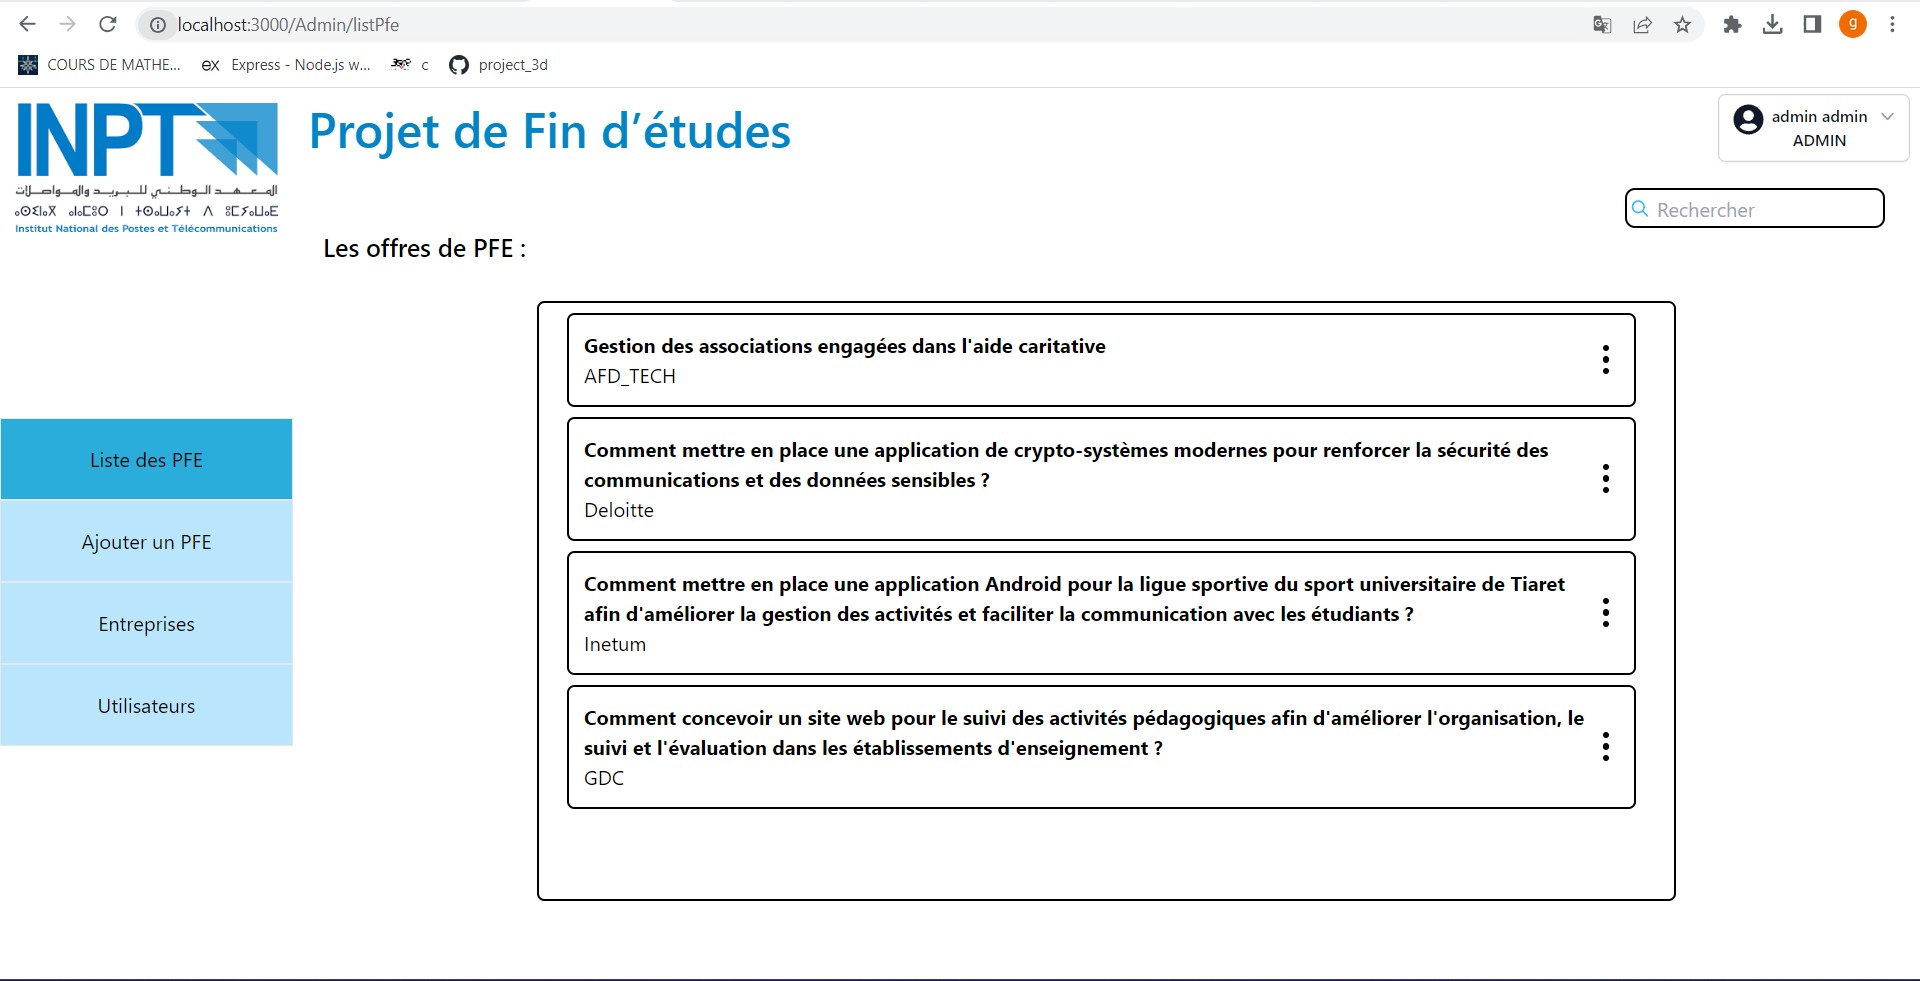 localhost:3000/Admin/listPfe
g
COURS DE MATHE...
ex Express - Node.js w...
c
project_3d
INPT
المعهد الوطني للبريد والمواصلات
ⴰⵙⵉⵏⴰⴳ ⴰⵏⴰⵎⵓⵔ ⵏ ⵜⵙⴰⵡⴰⵢⵜ ⴷ ⵓⵎⵢⴰⵡⴰⴹ
Institut National des Postes et Télécommunications
Projet de Fin d’études
admin admin
ADMIN
Rechercher
Les offres de PFE :
Liste des PFE
Ajouter un PFE
Entreprises
Utilisateurs
Gestion des associations engagées dans l'aide caritative
AFD_TECH
Comment mettre en place une application de crypto-systèmes modernes pour renforcer la sécurité des
communications et des données sensibles ?
Deloitte
Comment mettre en place une application Android pour la ligue sportive du sport universitaire de Tiaret
afin d'améliorer la gestion des activités et faciliter la communication avec les étudiants ?
Inetum
Comment concevoir un site web pour le suivi des activités pédagogiques afin d'améliorer l'organisation, le
suivi et l'évaluation dans les établissements d'enseignement ?
GDC